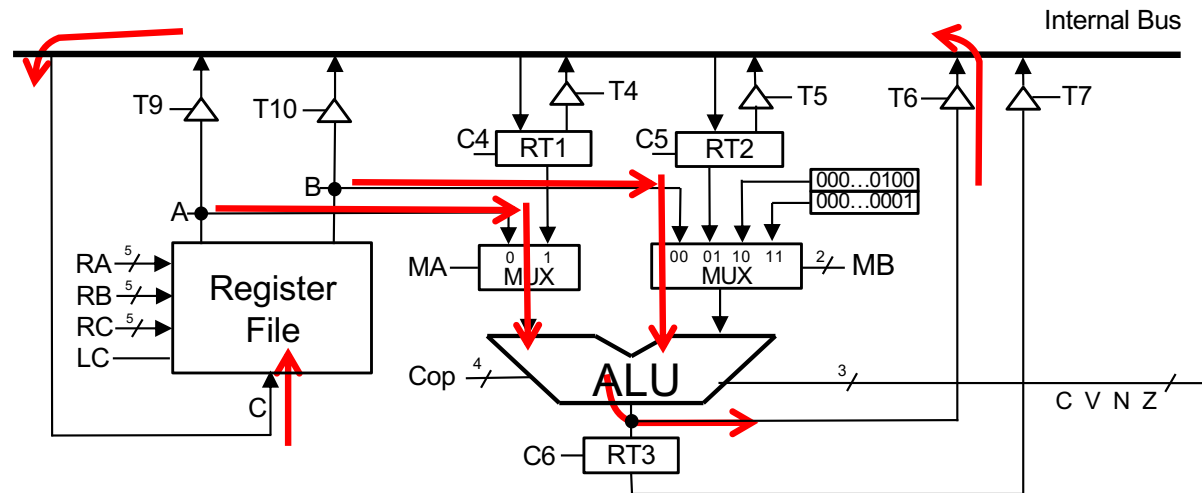 Internal Bus
T9
T10
T4
T5
T6
T7
C4
RT1
C5
RT2
B
000...0100
000...0001
A
RA 5
RB 5
RC 5
LC
Register
File
MA
0 1
MUX
00 01 10 11
MUX
2
MB
Cop 4
ALU
3
C V N Z
C
C6
RT3